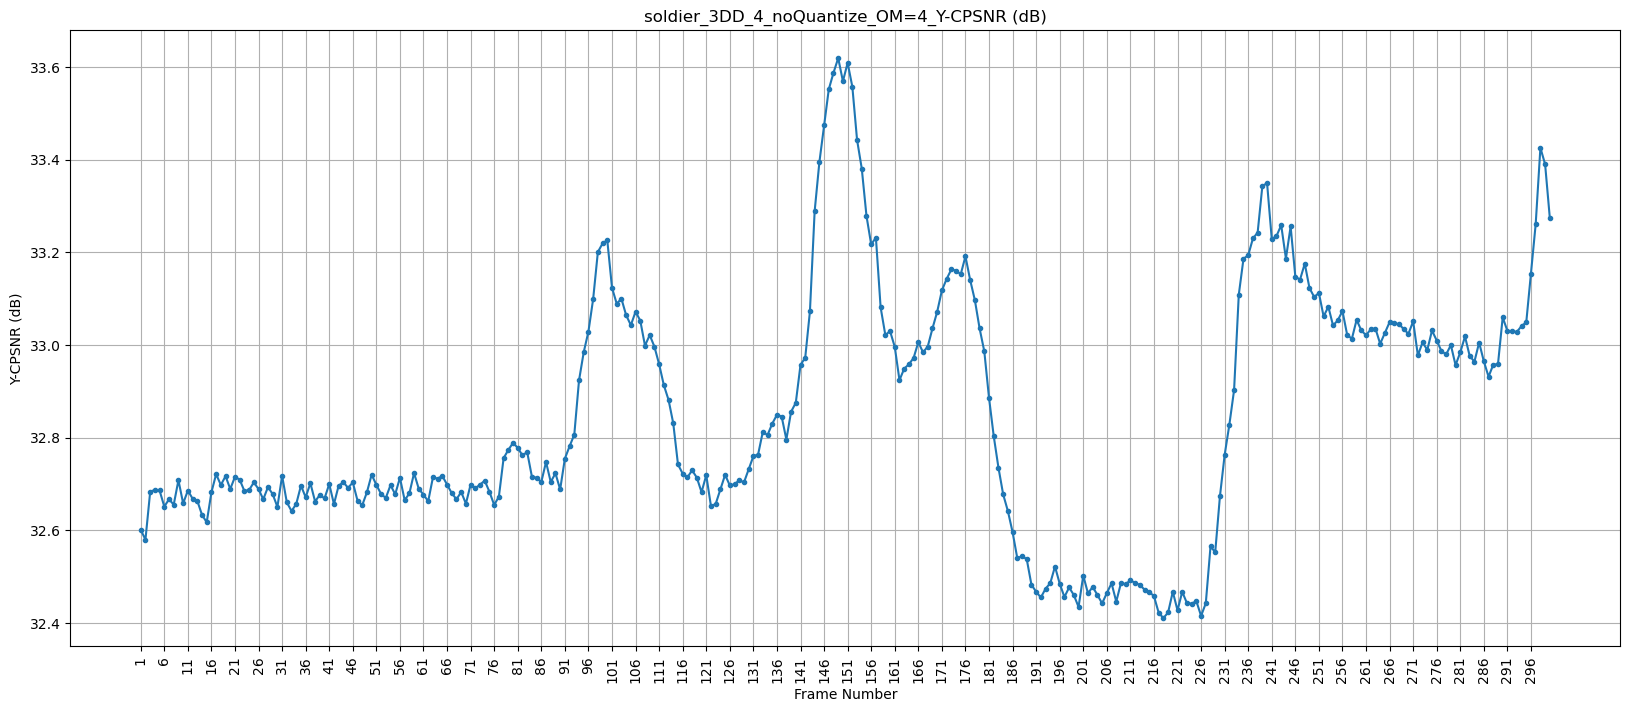 soldier_3DD_4_noQuantize_OM=4_Y-CPSNR (dB)
33.6
33.4
33.2
33.0
32.8
32.6
32.4
Y-CPSNR (dB)
1 6 11 16 21 26 31 36 41 46 51 56 61 66 71 76 81 86 91 96 101 106 111 116 121 126 131 136 141 146 151 156 161 166 171 176 181 186 191 196 201 206 211 216 221 226 231 236 241 246 251 256 261 266 271 276 281 286 291 296
Frame Number